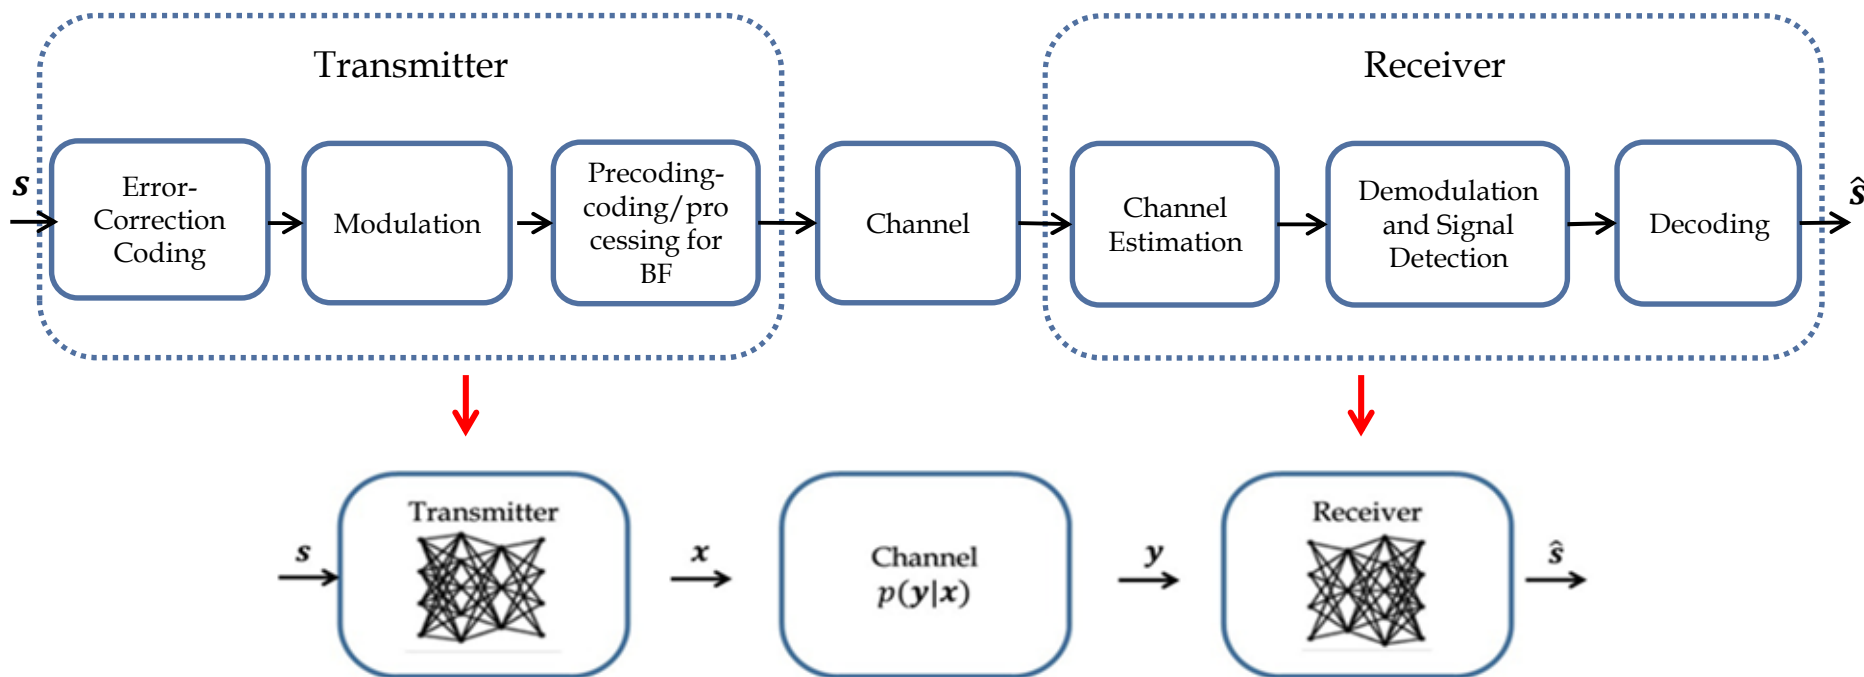 Transmitter
Receiver
s
Error-
Correction
Coding
Modulation
Precoding-
coding/pro
cessing for
BF
Channel
Channel
Estimation
Demodulation
and Signal
Detection
Decoding
ŝ
s
Transmitter
x
Channel
p(y|x)
y
Receiver
ŝ